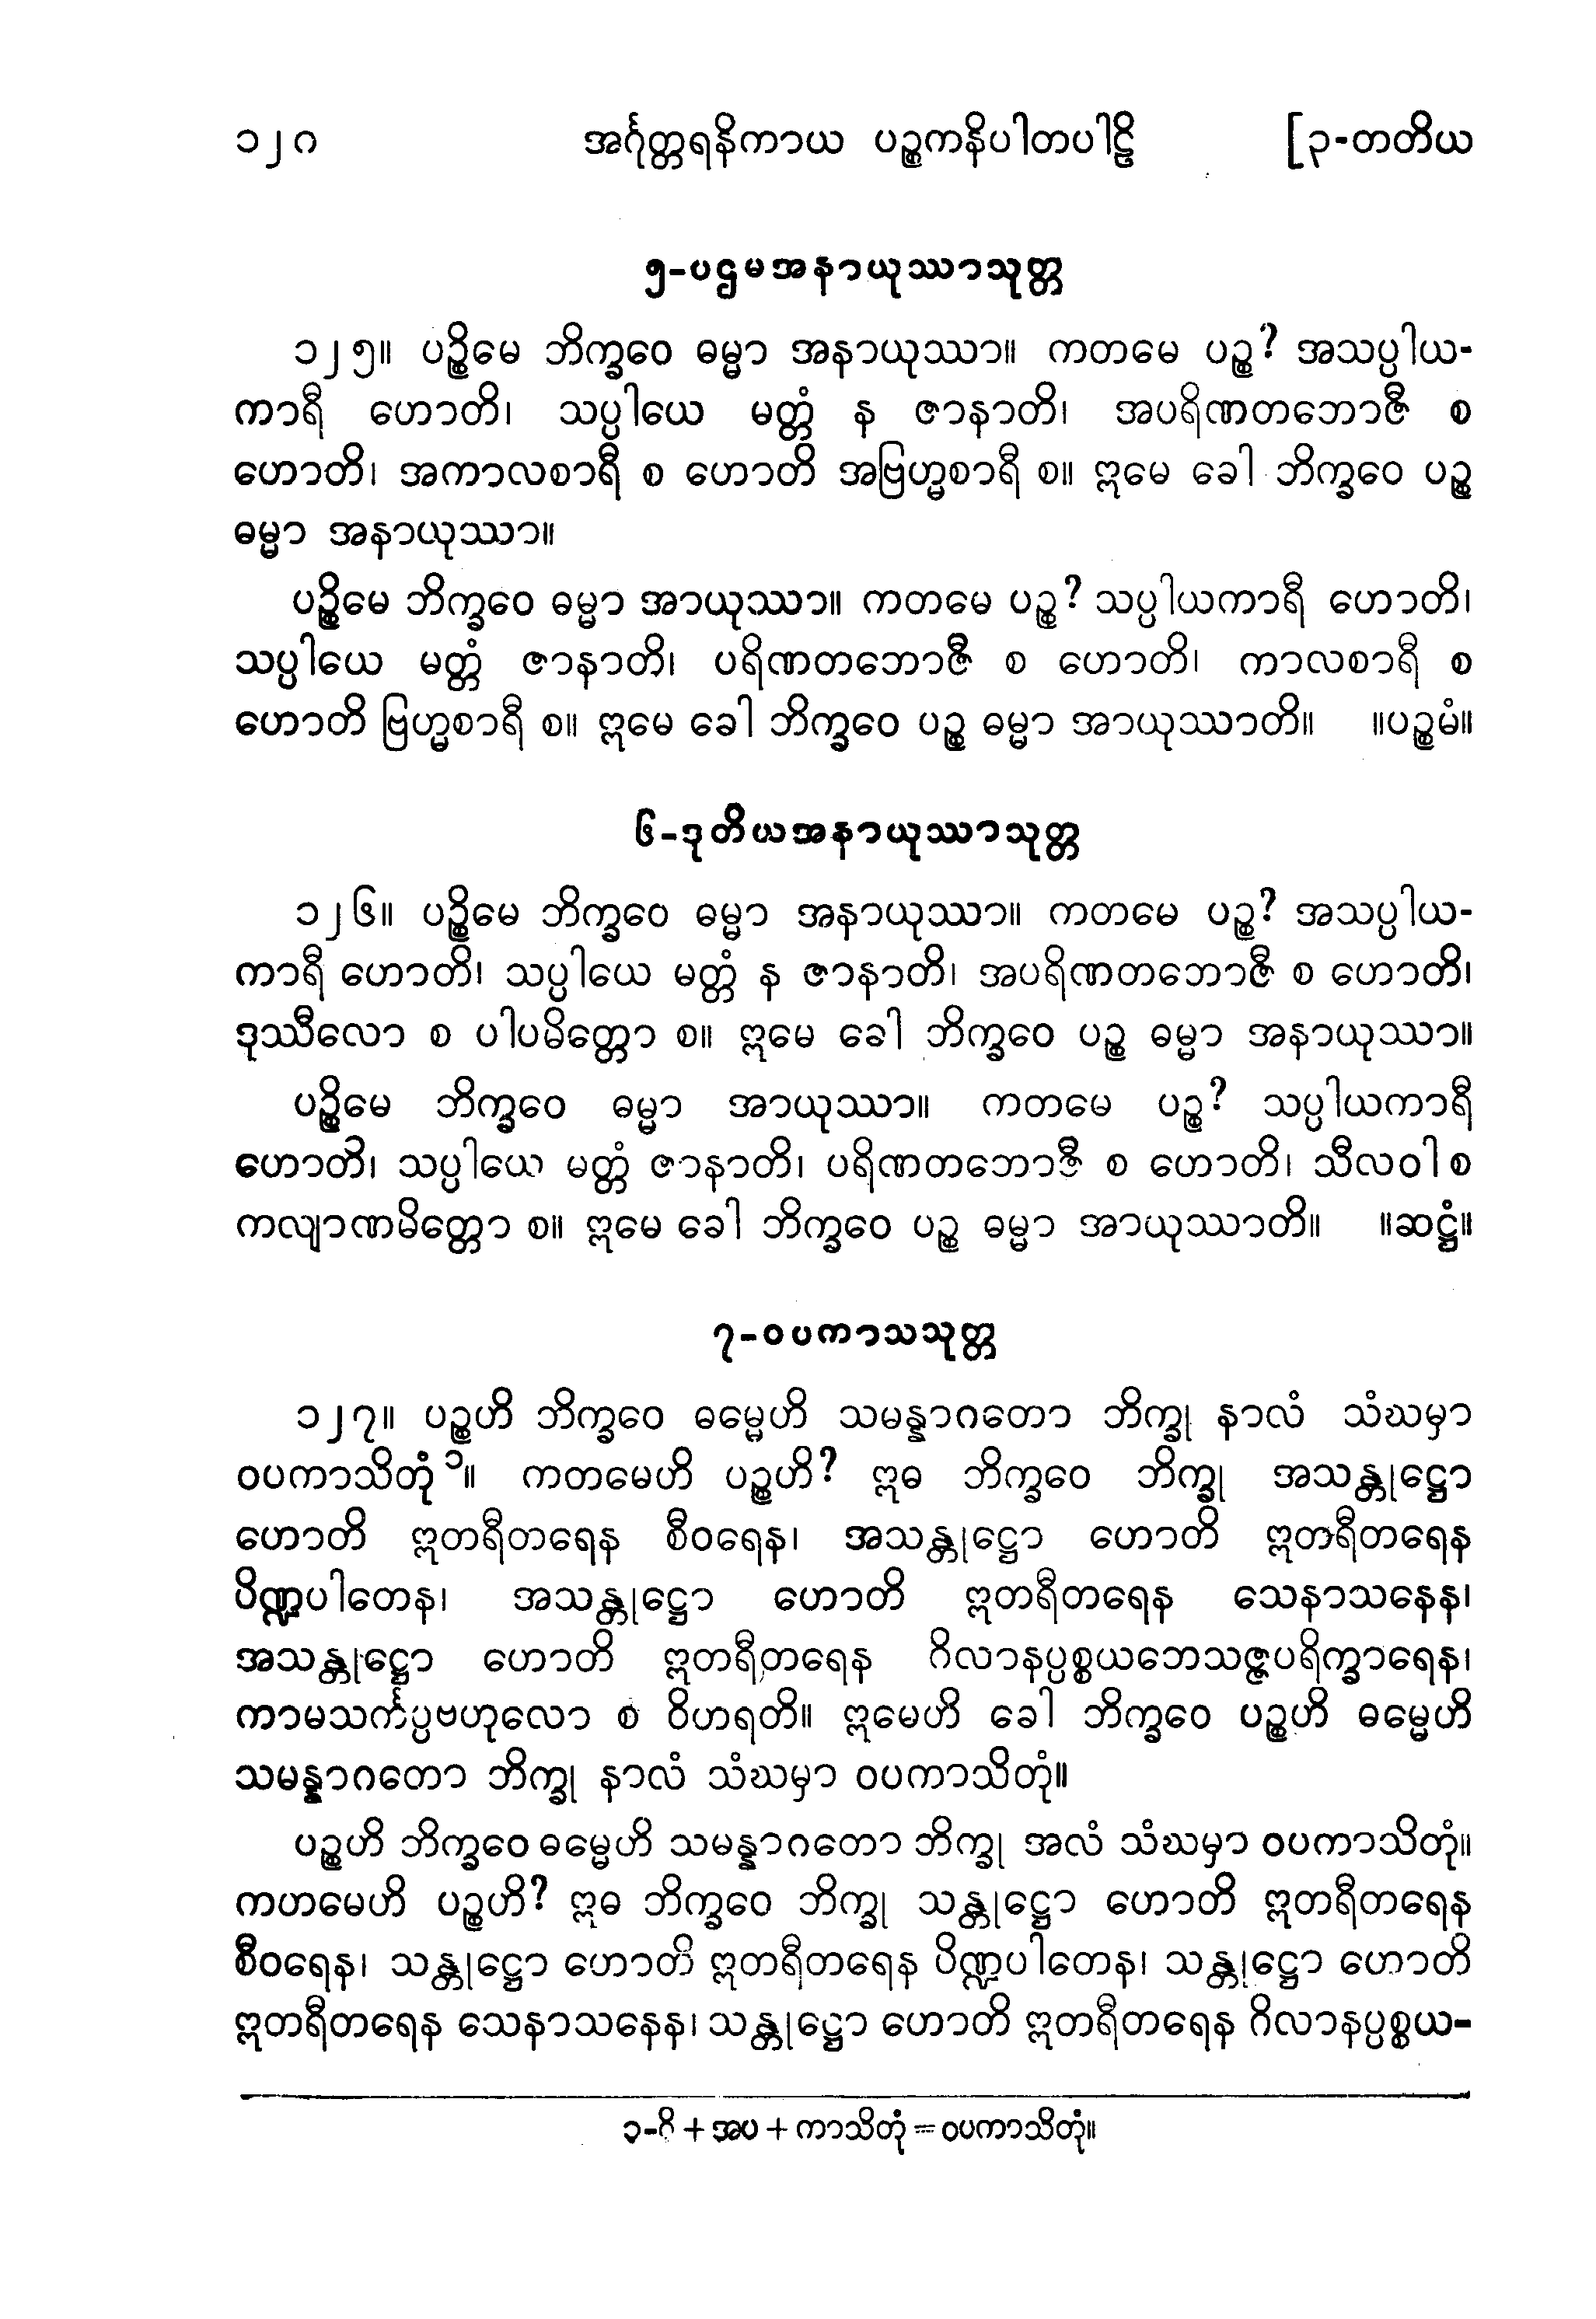 ၁၂၈ အင်္ဂုတ္တရနိကာယ ပဉ္စကနိပါတပါဠိ [၃-တတိယ
၅-ပဌမအနာယုဿာသုတ္တ
၁၂၅။ ပဉ္စိမေ ဘိက္ခဝေ ဓမ္မာ အနာယုဿာ။ ကတမေ ပဉ္စ? အသပ္ပါယ-
ကာရီ ဟောတိ၊ သပ္ပါယေ မတ္တံ န ဇာနာတိ၊ အပရိဏတဘောဇီ စ
ဟောတိ၊ အကာလစာရီ စ ဟောတိ အဗြဟ္မစာရီ စ။ ဣမေ ခေါ ဘိက္ခဝေ ပဉ္စ
ဓမ္မာ အနာယုဿာ။
ပဉ္စိမေ ဘိက္ခဝေ ဓမ္မာ အာယုဿာ။ ကတမေ ပဉ္စ? သပ္ပါယကာရီ ဟောတိ၊
သပ္ပါယေ မတ္တံ ဇာနာတိ၊ ပရိဏတဘောဇီ စ ဟောတိ၊ ကာလစာရီ စ
ဟောတိ ဗြဟ္မစာရီ စ။ ဣမေ ခေါ ဘိက္ခဝေ ပဉ္စ ဓမ္မာ အာယုဿာတိ။ ။ပဉ္စမံ။
၆-ဒုတိယအနာယုဿာသုတ္တ
၁၂၆။ ပဉ္စိမေ ဘိက္ခဝေ ဓမ္မာ အနာယုဿာ။ ကတမေ ပဉ္စ? အသပ္ပါယ-
ကာရီ ဟောတိ၊ သပ္ပါယေ မတ္တံ န ဇာနာတိ၊ အပရိဏတဘောဇီ စ ဟောတိ၊
ဒုဿီလော စ ပါပမိတ္တော စ။ ဣမေ ခေါ ဘိက္ခဝေ ပဉ္စ ဓမ္မာ အနာယုဿာ။
ပဉ္စိမေ ဘိက္ခဝေ ဓမ္မာ အာယုဿာ။ ကတမေ ပဉ္စ? သပ္ပါယကာရီ
ဟောတိ၊ သပ္ပါယေ မတ္တံ ဇာနာတိ၊ ပရိဏတဘောဇီ စ ဟောတိ၊ သီလဝါ စ
ကလျာဏမိတ္တော စ။ ဣမေ ခေါ ဘိက္ခဝေ ပဉ္စ ဓမ္မာ အာယုဿာတိ။ ။ဆဋ္ဌံ။
၇-ဝပကာသသုတ္တ
၁၂၇။ ပဉ္စဟိ ဘိက္ခဝေ ဓမ္မေဟိ သမန္နာဂတော ဘိက္ခု နာလံ သံဃမှာ
ဝပကာသိတုံ၁။ ကတမေဟိ ပဉ္စဟိ? ဣဓ ဘိက္ခဝေ ဘိက္ခု အသန္တုဋ္ဌော
ဟောတိ ဣတရီတရေန စီဝရေန၊ အသန္တုဋ္ဌော ဟောတိ ဣတရီတရေန
ပိဏ္ဍပါတေန၊ အသန္တုဋ္ဌော ဟောတိ ဣတရီတရေန သေနာသနေန၊
အသန္တုဋ္ဌော ဟောတိ ဣတရီတရေန ဂိလာနပ္ပစ္စယဘေသဇ္ဇပရိက္ခာရေန၊
ကာမသင်္ကပ္ပဗဟုလော စ ဝိဟရတိ။ ဣမေဟိ ခေါ ဘိက္ခဝေ ပဉ္စဟိ ဓမ္မေဟိ
သမန္နာဂတော ဘိက္ခု နာလံ သံဃမှာ ဝပကာသိတုံ။
ပဉ္စဟိ ဘိက္ခဝေ ဓမ္မေဟိ သမန္နာဂတော ဘိက္ခု အလံ သံဃမှာ ဝပကာသိတုံ။
ကဟမေဟိ ပဉ္စဟိ? ဣဓ ဘိက္ခဝေ ဘိက္ခု သန္တုဋ္ဌော ဟောတိ ဣတရီတရေန
စီဝရေန၊ သန္တုဋ္ဌော ဟောတိ ဣတရီတရေန ပိဏ္ဍပါတေန၊ သန္တုဋ္ဌော ဟောတိ
ဣတရီတရေန သေနာသနေန၊ သန္တုဋ္ဌော ဟောတိ ဣတရီတရေန ဂိလာနပ္ပစ္စယ-
၁-ဝိ + အပ + ကာသိတုံ = ဝပကာသိတုံ။